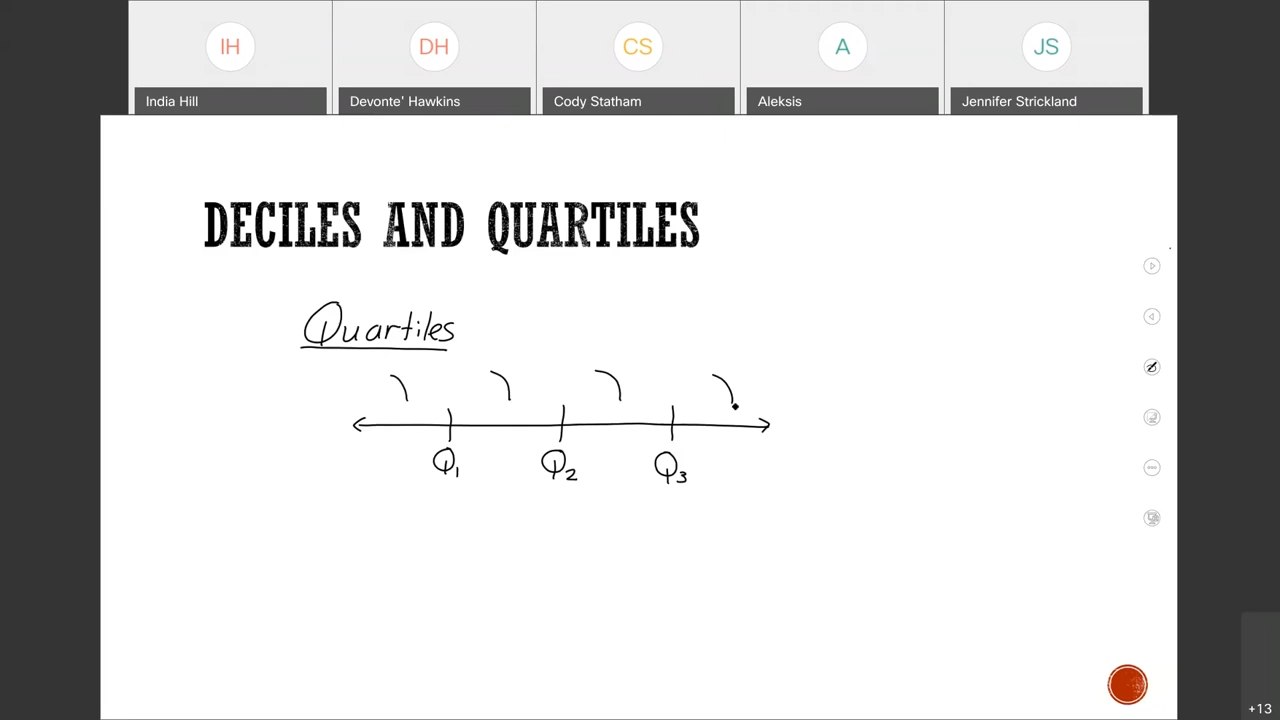 IH DH CS A JS
India Hill Devonte' Hawkins Cody Statham Aleksis Jennifer Strickland
DECILES AND QUARTILES
Quartiles
Q1 Q2 Q3
+13